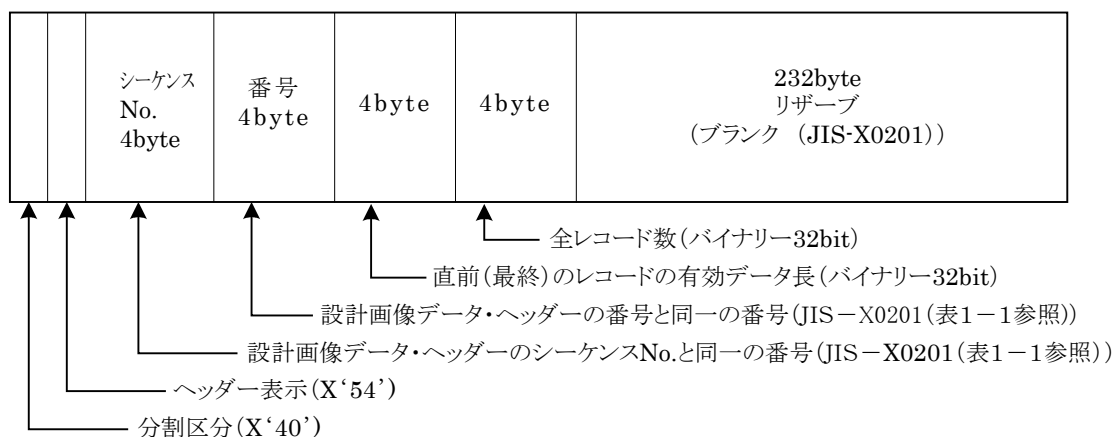 シーケンス
No.
4byte
番号
4byte
4byte
4byte
232byte
リザーブ
(ブランク (JIS-X0201))
全レコード数(バイナリー32bit)
直前(最終)のレコードの有効データ長(バイナリー32bit)
設計画像データ・ヘッダーの番号と同一の番号(JIS－X0201(表1－1参照))
設計画像データ・ヘッダーのシーケンスNo.と同一の番号(JIS－X0201(表1－1参照))
ヘッダー表示(X‘54’)
分割区分(X‘40’)